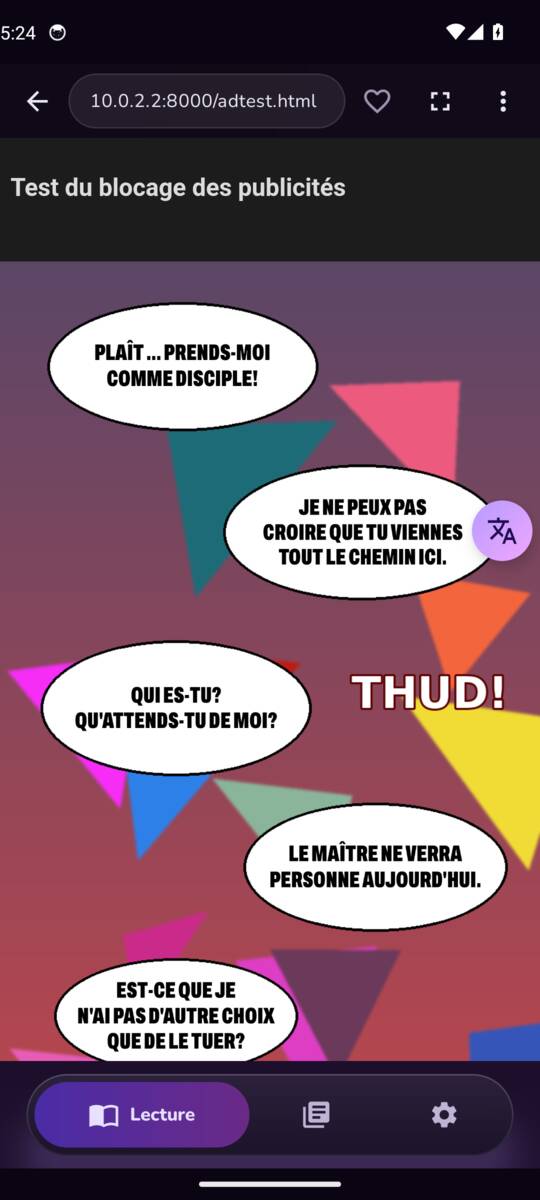 5:24
10.0.2.2:8000/adtest.html
Test du blocage des publicités
PLAÎT ... PRENDS-MOI
COMME DISCIPLE!
JE NE PEUX PAS
CROIRE QUE TU VIENNES
TOUT LE CHEMIN ICI.
QUI ES-TU?
QU'ATTENDS-TU DE MOI?
THUD!
LE MAÎTRE NE VERRA
PERSONNE AUJOURD'HUI.
EST-CE QUE JE
N'AI PAS D'AUTRE CHOIX
QUE DE LE TUER?
Lecture